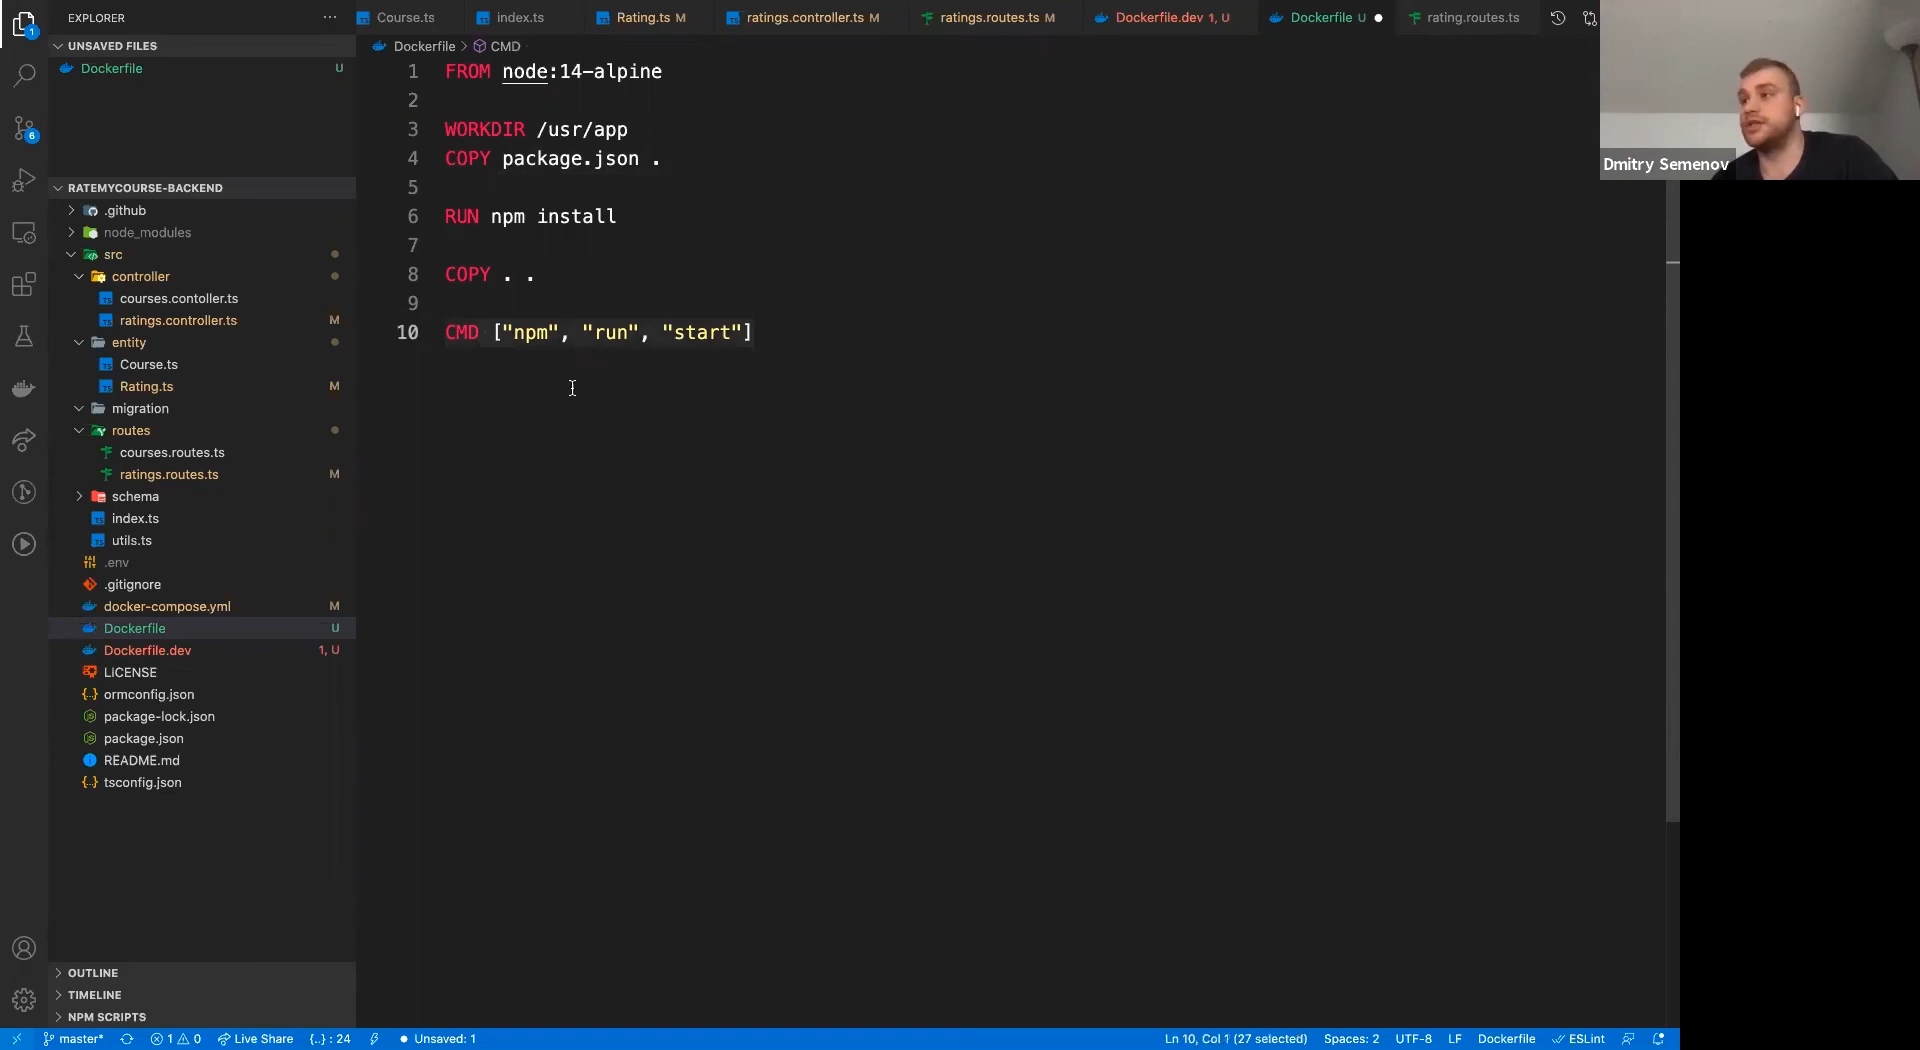 EXPLORER
UNSAVED FILES
Dockerfile U
RATEMYCOURSE-BACKEND
.github
node_modules
src
controller
courses.contoller.ts
ratings.controller.ts M
entity
Course.ts
Rating.ts M
migration
routes
courses.routes.ts
ratings.routes.ts M
schema
index.ts
utils.ts
.env
.gitignore
docker-compose.yml M
Dockerfile U
Dockerfile.dev 1, U
LICENSE
ormconfig.json
package-lock.json
package.json
README.md
tsconfig.json
OUTLINE
TIMELINE
NPM SCRIPTS
1
6
Course.ts
index.ts
Rating.ts M
ratings.controller.ts M
ratings.routes.ts M
Dockerfile.dev 1, U
Dockerfile U
rating.routes.ts
Dockerfile > CMD
1 FROM node:14-alpine
2
3 WORKDIR /usr/app
4 COPY package.json .
5
6 RUN npm install
7
8 COPY . .
9
10 CMD ["npm", "run", "start"]
Dmitry Semenov
master* 1 0 Live Share {..} : 24 Unsaved: 1 Ln 10, Col 1 (27 selected) Spaces: 2 UTF-8 LF Dockerfile ESLint